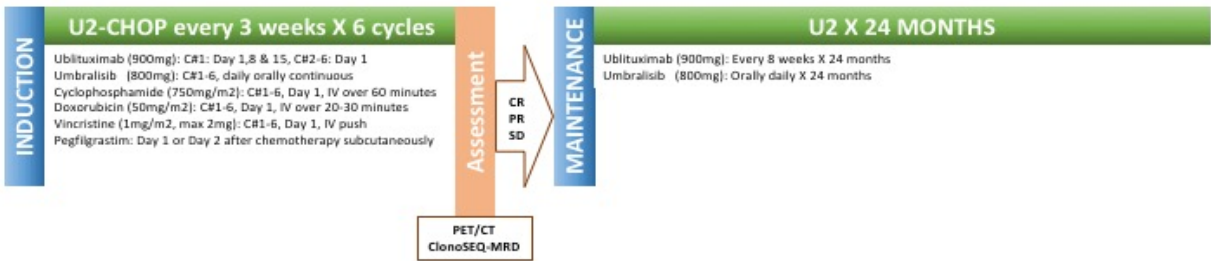 U2-CHOP every 3 weeks X 6 cycles
INDUCTION
Ublituximab (900mg): C#1: Day 1,8 & 15, C#2-6: Day 1
Umbralisib (800mg): C#1-6, daily orally continuous
Cyclophosphamide (750mg/m2): C#1-6, Day 1, IV over 60 minutes
Doxorubicin (50mg/m2): C#1-6, Day 1, IV over 20-30 minutes
Vincristine (1mg/m2, max 2mg): C#1-6, Day 1, IV push
Pegfilgrastim: Day 1 or Day 2 after chemotherapy subcutaneously
Assessment
PET/CT
ClonoSEQ-MRD
CR
PR
SD
MAINTENANCE
U2 X 24 MONTHS
Ublituximab (900mg): Every 8 weeks X 24 months
Umbralisib (800mg): Orally daily X 24 months